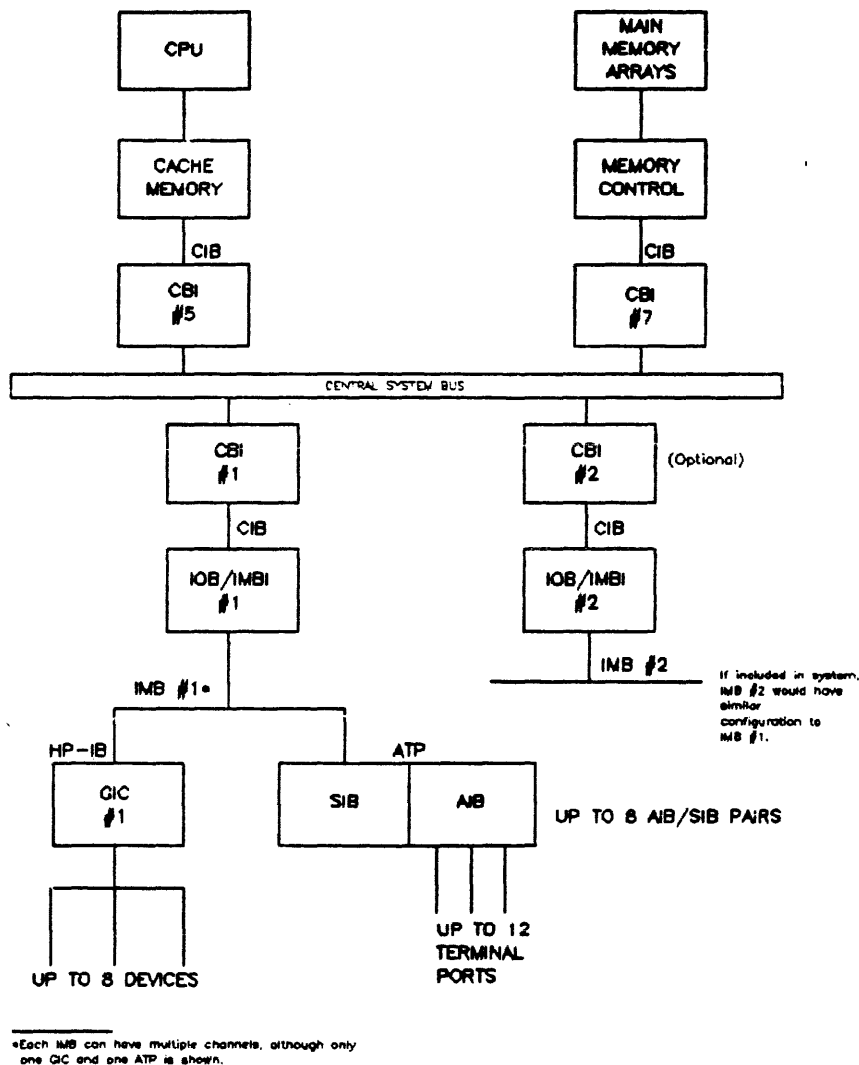 CPU
MAIN
MEMORY
ARRAYS
CACHE
MEMORY
MEMORY
CONTROL
CIB
CIB
CBI
#5
CBI
#7
CENTRAL SYSTEM BUS
CBI
#1
CBI
#2
(Optional)
CIB
CIB
IOB/IMBI
#1
IOB/IMBI
#2
IMB #2
If included in system,
IMB #2 would have
similar
configuration to
IMB #1.
IMB #1*
HP-IB
ATP
GIC
#1
SIB
AIB
UP TO 8 AIB/SIB PAIRS
UP TO 12
TERMINAL
PORTS
UP TO 8 DEVICES
*Each IMB can have multiple channels, although only
one GIC and one ATP is shown.